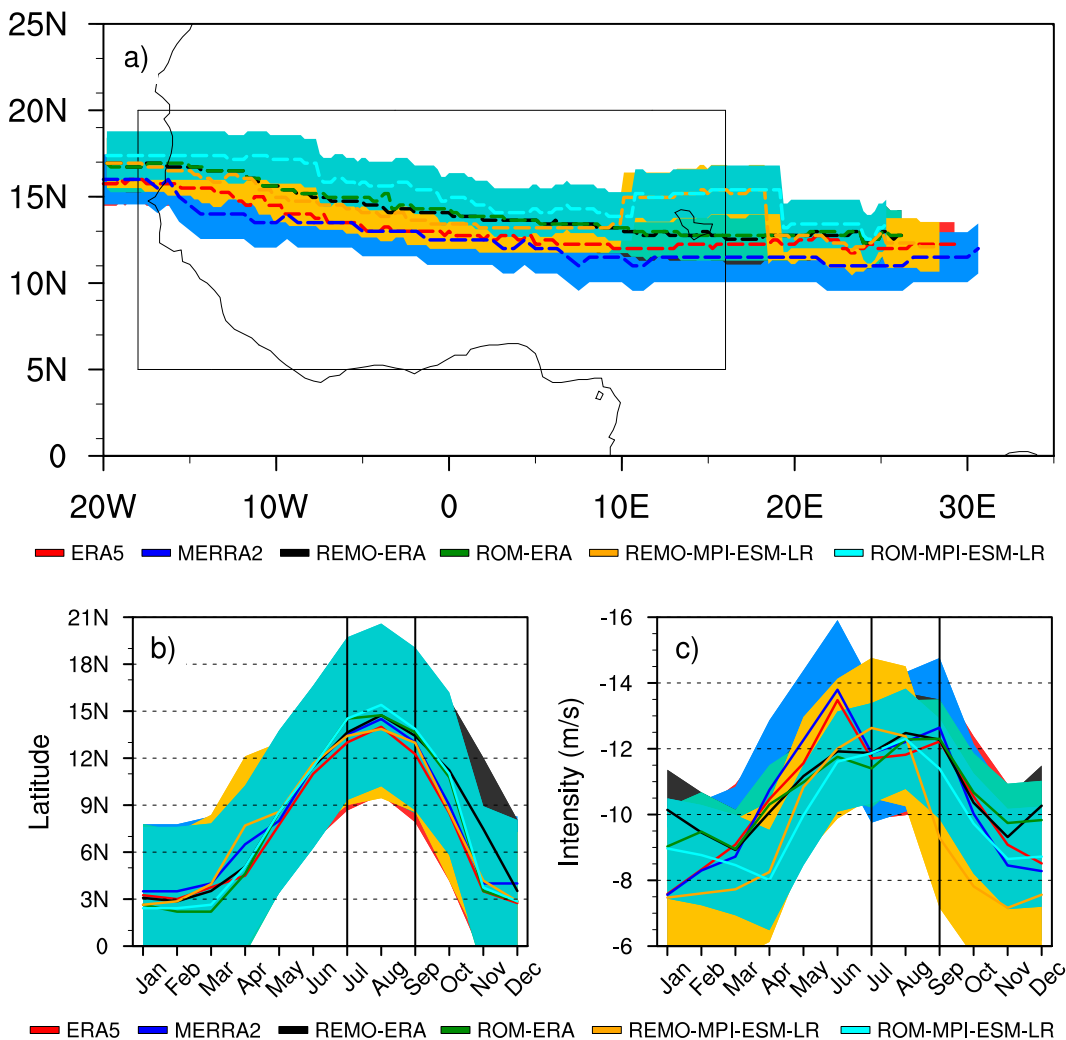 25N
a)
20N
15N
10N
5N
0
20W 10W 0 10E 20E 30E
ERA5 MERRA2 REMO-ERA ROM-ERA REMO-MPI-ESM-LR ROM-MPI-ESM-LR
21N
b)
18N
15N
12N
9N
6N
3N
0
Latitude
Jan Feb Mar Apr May Jun Jul Aug Sep Oct Nov Dec
-16
c)
-14
-12
-10
-8
-6
Intensity (m/s)
Jan Feb Mar Apr May Jun Jul Aug Sep Oct Nov Dec
ERA5 MERRA2 REMO-ERA ROM-ERA REMO-MPI-ESM-LR ROM-MPI-ESM-LR